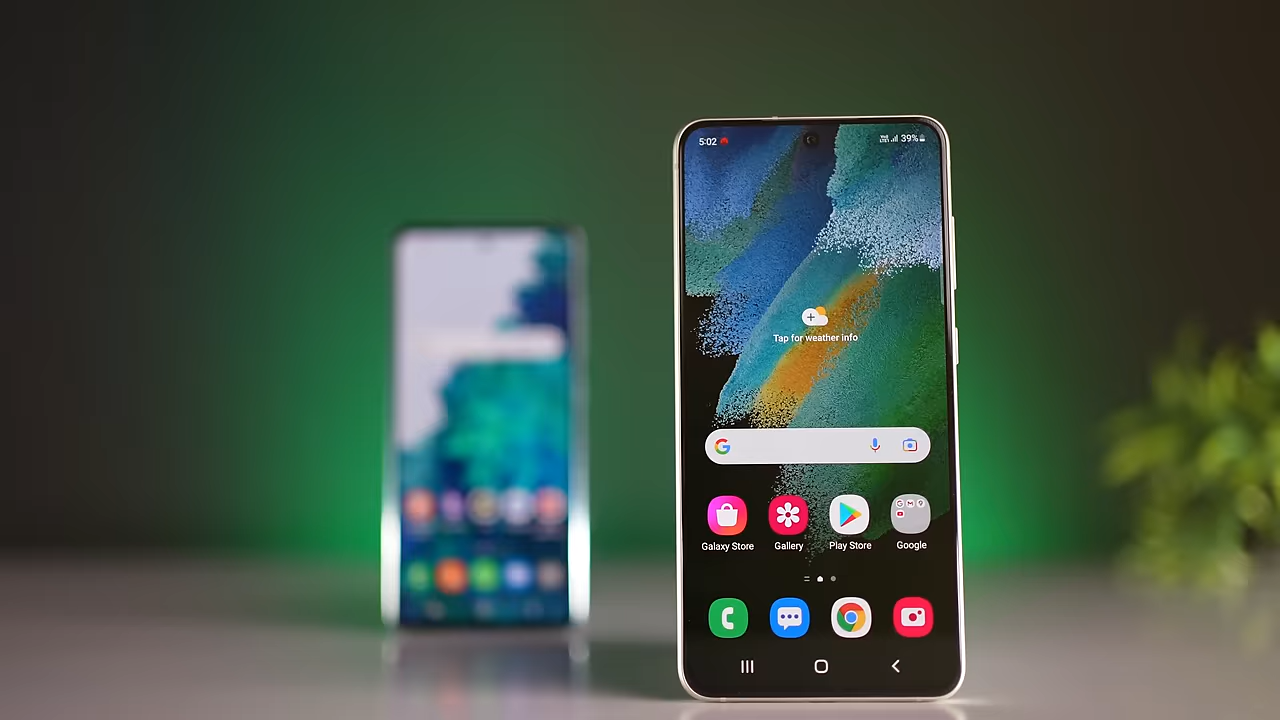 5:02
39%
Tap for weather info
Galaxy Store
Gallery
Play Store
Google